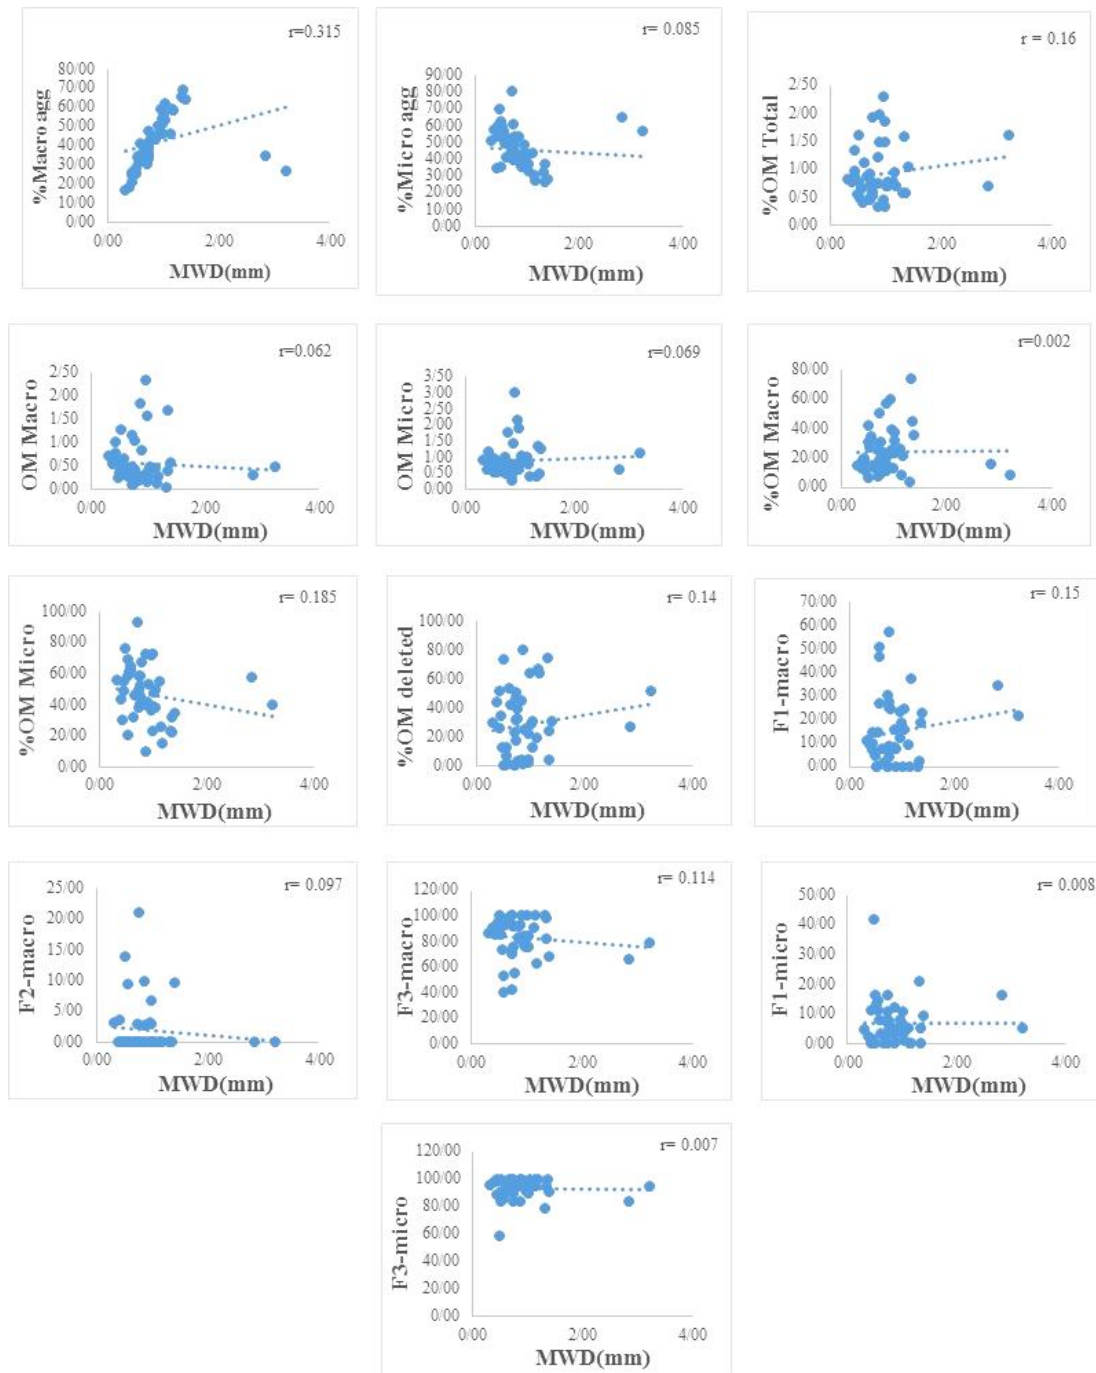 r=0.315
%Macro agg
80/00
70/00
60/00
50/00
40/00
30/00
20/00
10/00
0/00
0/00 2/00 4/00
MWD(mm)
r= 0.085
%Micro agg
90/00
80/00
70/00
60/00
50/00
40/00
30/00
20/00
10/00
0/00
0/00 2/00 4/00
MWD(mm)
r = 0.16
%OM Total
2/50
2/00
1/50
1/00
0/50
0/00
0/00 2/00 4/00
MWD(mm)
r=0.062
OM Macro
2/50
2/00
1/50
1/00
0/50
0/00
0/00 2/00 4/00
MWD(mm)
r=0.069
OM Micro
3/50
3/00
2/50
2/00
1/50
1/00
0/50
0/00
0/00 2/00 4/00
MWD(mm)
r=0.002
%OM Macro
80/00
60/00
40/00
20/00
0/00
0/00 2/00 4/00
MWD(mm)
r= 0.185
%OM Micro
100/00
80/00
60/00
40/00
20/00
0/00
0/00 2/00 4/00
MWD(mm)
r= 0.14
%OM deleted
100/00
80/00
60/00
40/00
20/00
0/00
0/00 2/00 4/00
MWD(mm)
r= 0.15
F1-macro
70/00
60/00
50/00
40/00
30/00
20/00
10/00
0/00
0/00 2/00 4/00
MWD(mm)
r= 0.097
F2-macro
25/00
20/00
15/00
10/00
5/00
0/00
0/00 2/00 4/00
MWD(mm)
r= 0.114
F3-macro
120/00
100/00
80/00
60/00
40/00
20/00
0/00
0/00 2/00 4/00
MWD(mm)
r= 0.008
F1-micro
50/00
40/00
30/00
20/00
10/00
0/00
0/00 2/00 4/00
MWD(mm)
r= 0.007
F3-micro
120/00
100/00
80/00
60/00
40/00
20/00
0/00
0/00 2/00 4/00
MWD(mm)